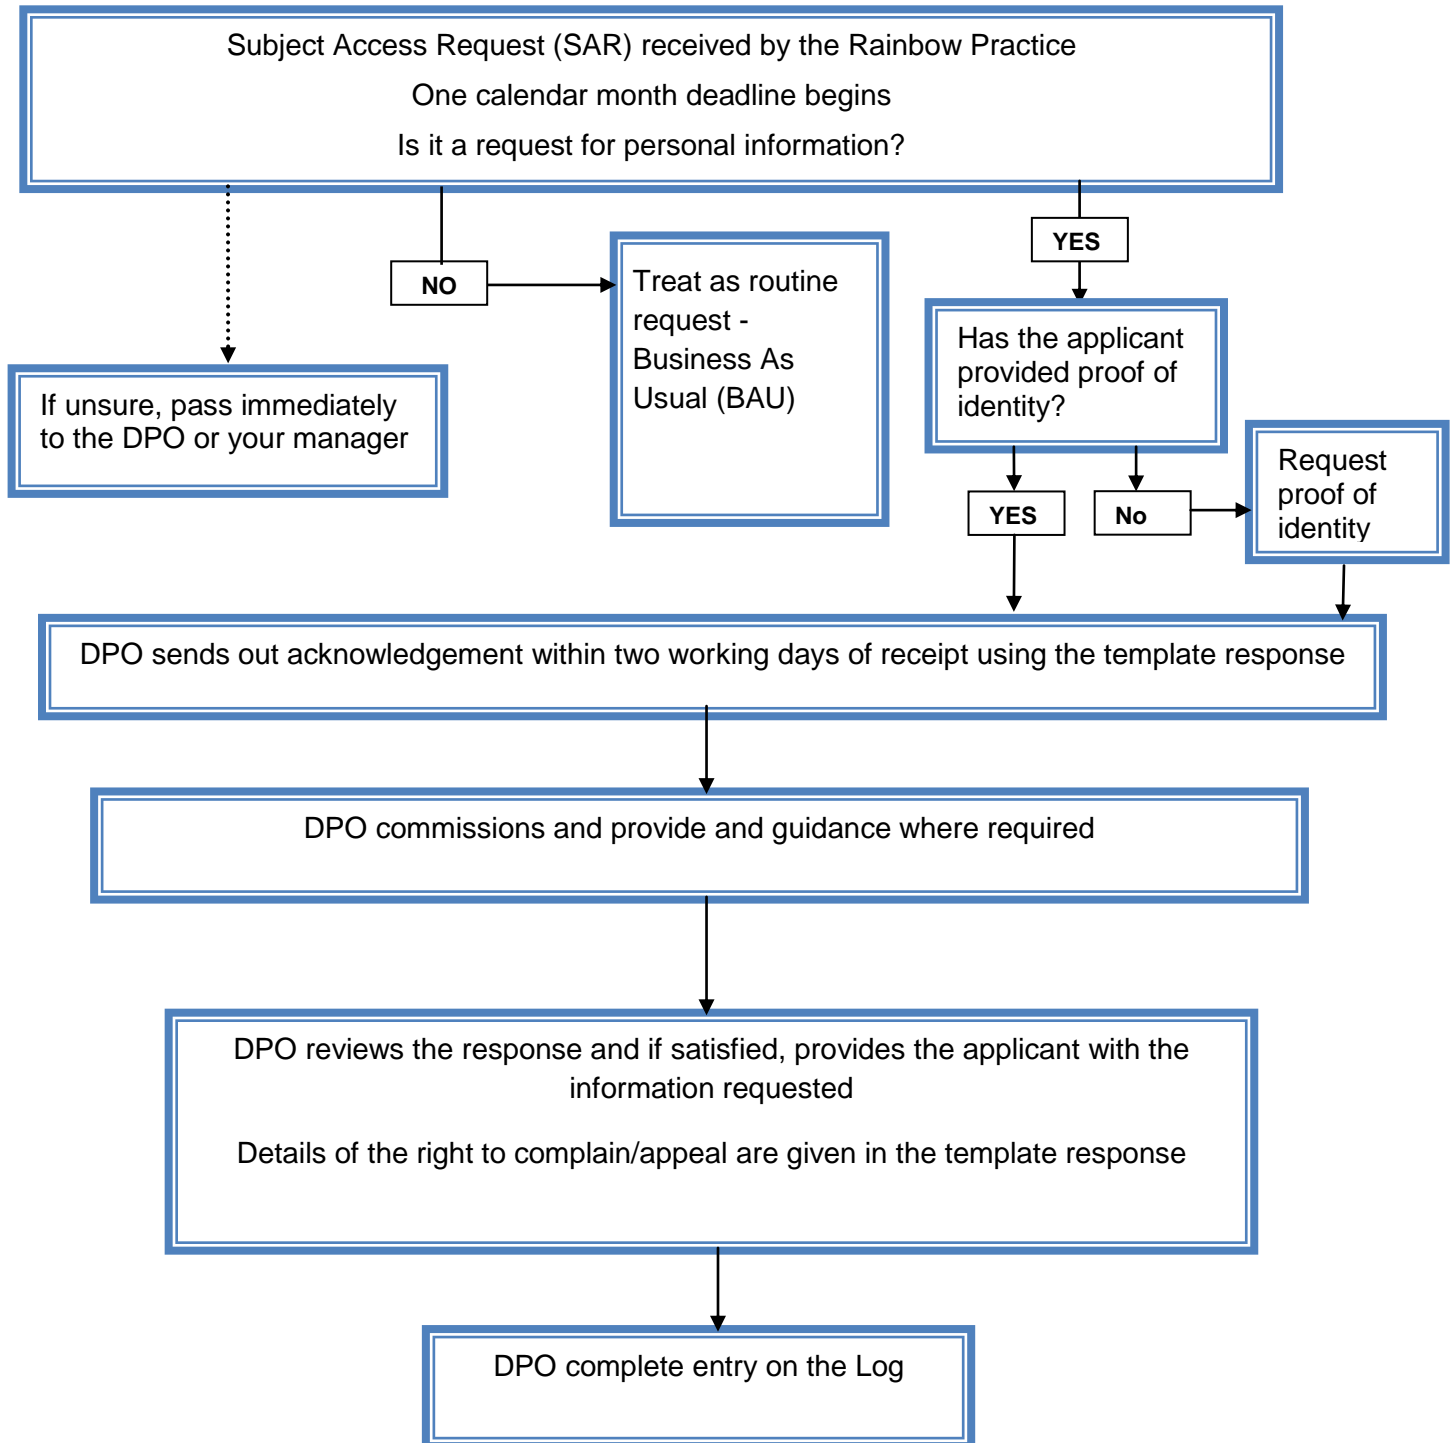 Subject Access Request (SAR) received by the Rainbow Practice
One calendar month deadline begins
Is it a request for personal information?
YES
NO
Treat as routine
request -
Business As
Usual (BAU)
Has the applicant
provided proof of
identity?
If unsure, pass immediately
to the DPO or your manager
Request
proof of
identity
YES
No
DPO sends out acknowledgement within two working days of receipt using the template response
DPO commissions and provide and guidance where required
DPO reviews the response and if satisfied, provides the applicant with the
information requested
Details of the right to complain/appeal are given in the template response
DPO complete entry on the Log